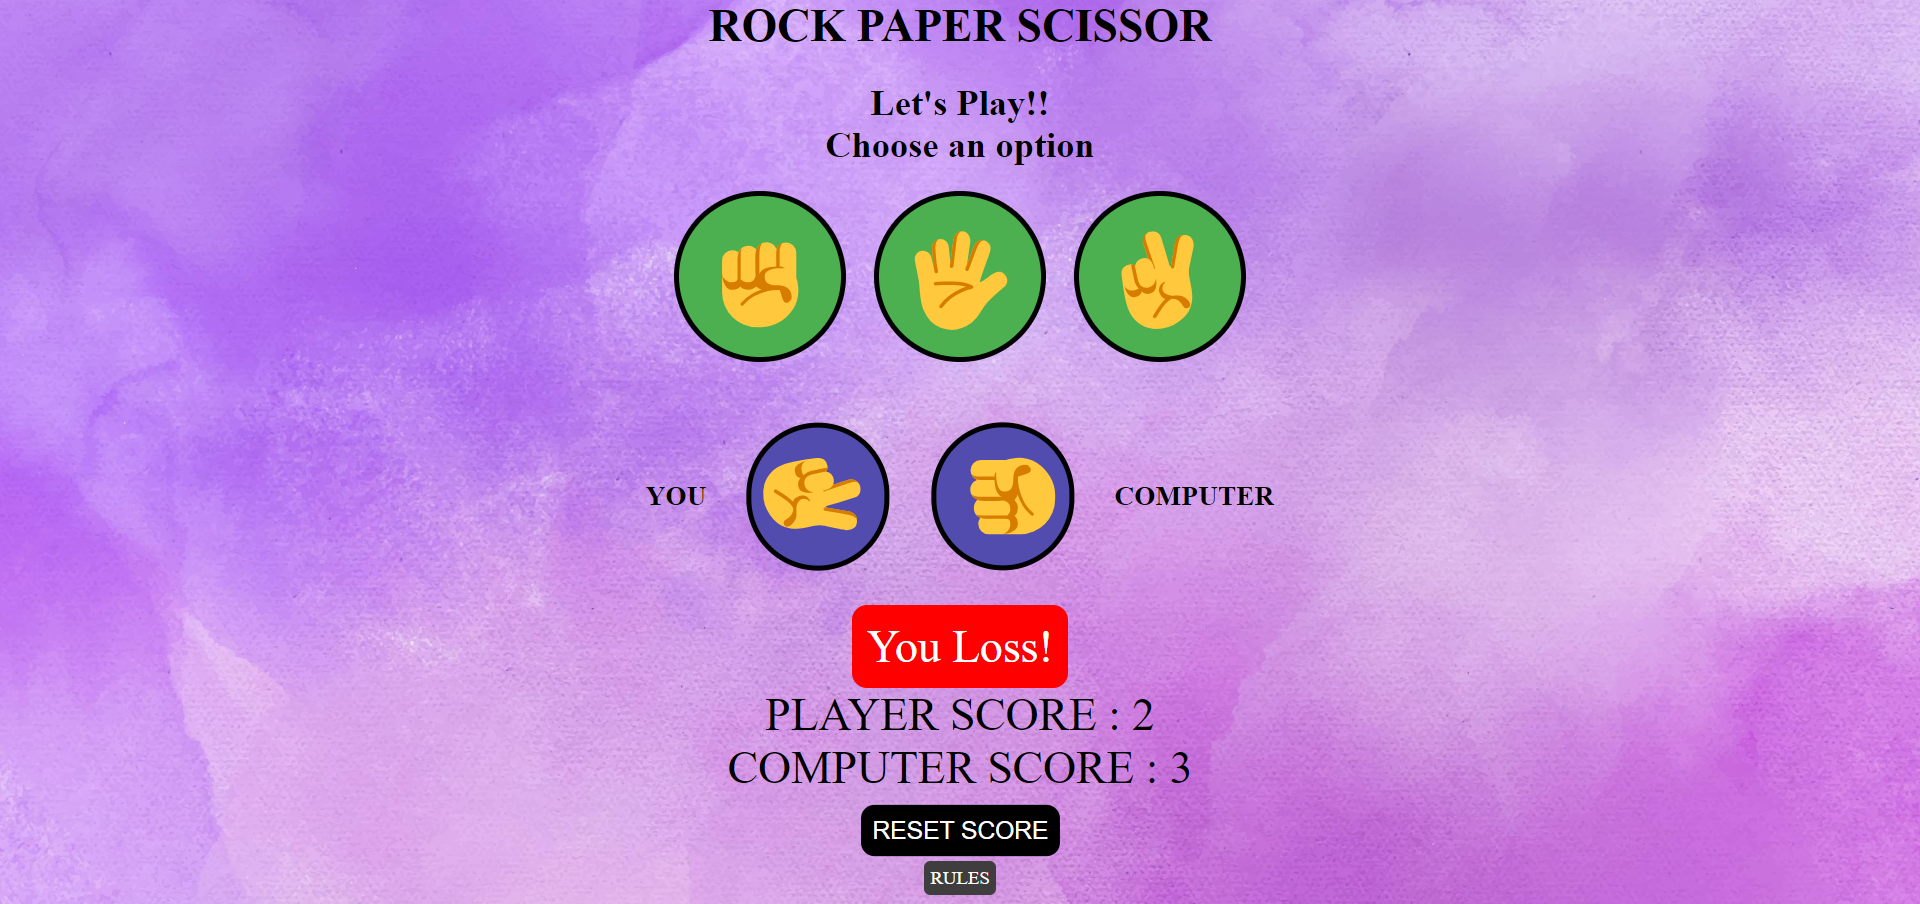 ROCK PAPER SCISSOR
Let's Play!!
Choose an option
YOU
COMPUTER
You Loss!
PLAYER SCORE : 2
COMPUTER SCORE : 3
RESET SCORE
RULES